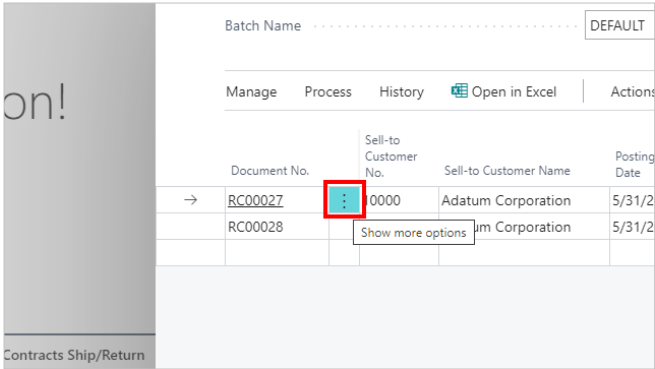 on!
Batch Name
DEFAULT
Manage Process History Open in Excel Actions
Document No.
Sell-to
Customer
No.
Sell-to Customer Name
Posting
Date
→ RC00027 ⋮ 10000 Adatum Corporation 5/31/2
RC00028 um Corporation 5/31/2
Show more options
Contracts Ship/Return